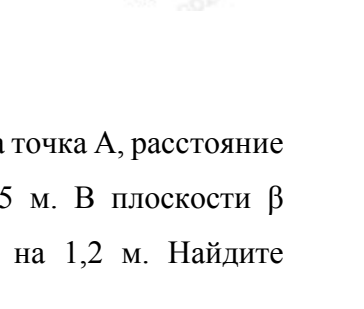 а точка А, расстояние
5 м. В плоскости β
на 1,2 м. Найдите